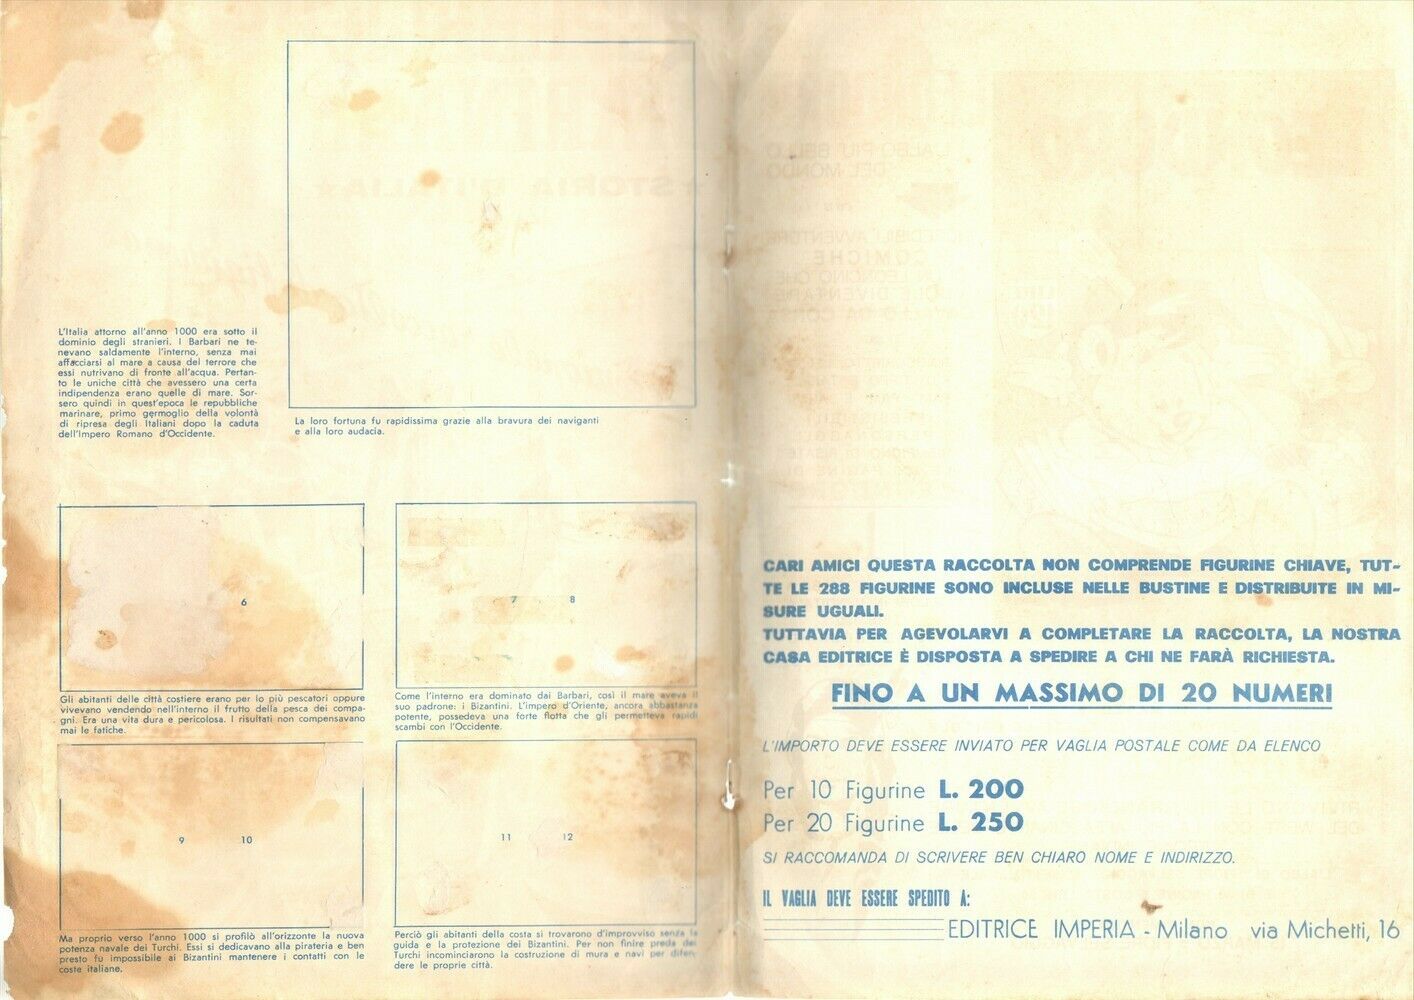 L'Italia attorno all'anno 1000 era sotto il
dominio degli stranieri. I Barbari ne te-
nevano saldamente l'interno, senza mai
affacciarsi al mare a causa del terrore che
essi nutrivano di fronte all'acqua. Pertan-
to le uniche città che avessero una certa
indipendenza erano quelle di mare. Sor-
sero quindi in quest'epoca le repubbliche
marinare, primo germoglio della volontà
di ripresa degli Italiani dopo la caduta
dell'Impero Romano d'Occidente.
La loro fortuna fu rapidissima grazie alla bravura dei naviganti
e alla loro audacia.
6
7 8
Gli abitanti delle città costiere erano per lo più pescatori oppure
vivevano vendendo nell'interno il frutto della pesca dei compa-
gni. Era una vita dura e pericolosa. I risultati non compensavano
mai le fatiche.
Come l'interno era dominato dai Barbari, così il mare aveva il
suo padrone: i Bizantini. L'impero d'Oriente, ancora abbastanza
potente, possedeva una forte flotta che gli permetteva rapidi
scambi con l'Occidente.
9 10
11 12
Ma proprio verso l'anno 1000 si profilò all'orizzonte la nuova
potenza navale dei Turchi. Essi si dedicavano alla pirateria e ben
presto fu impossibile ai Bizantini mantenere i contatti con le
coste italiane.
Perciò gli abitanti della costa si trovarono d'improvviso senza la
guida e la protezione dei Bizantini. Per non finire preda dei
Turchi incominciarono la costruzione di mura e navi per difen-
dere le proprie città.
CARI AMICI QUESTA RACCOLTA NON COMPRENDE FIGURINE CHIAVE, TUT-
TE LE 288 FIGURINE SONO INCLUSE NELLE BUSTINE E DISTRIBUITE IN MI-
SURE UGUALI.
TUTTAVIA PER AGEVOLARVI A COMPLETARE LA RACCOLTA, LA NOSTRA
CASA EDITRICE È DISPOSTA A SPEDIRE A CHI NE FARÀ RICHIESTA.
FINO A UN MASSIMO DI 20 NUMERI
L'IMPORTO DEVE ESSERE INVIATO PER VAGLIA POSTALE COME DA ELENCO
Per 10 Figurine L. 200
Per 20 Figurine L. 250
SI RACCOMANDA DI SCRIVERE BEN CHIARO NOME E INDIRIZZO.
IL VAGLIA DEVE ESSERE SPEDITO A:
EDITRICE IMPERIA - Milano via Michetti, 16